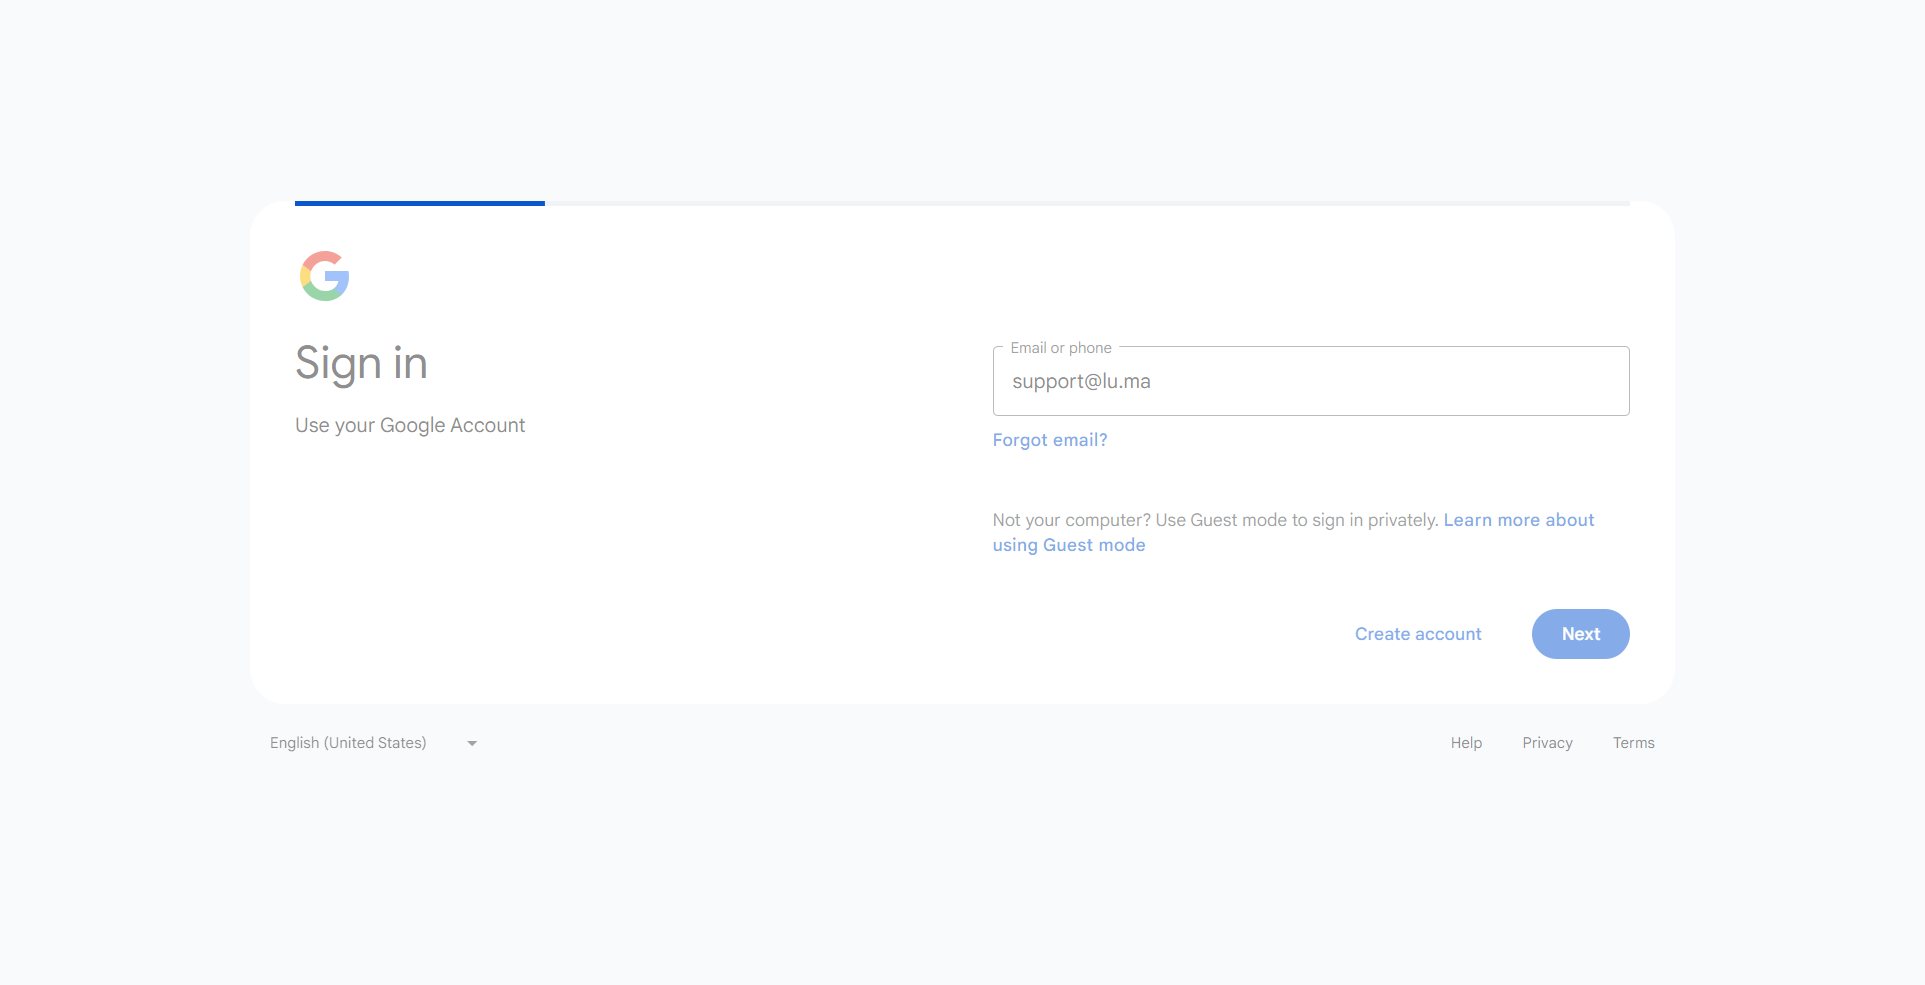 Sign in
Use your Google Account
Email or phone
support@lu.ma
Forgot email?
Not your computer? Use Guest mode to sign in privately. Learn more about
using Guest mode
Create account
Next
English (United States)
Help
Privacy
Terms